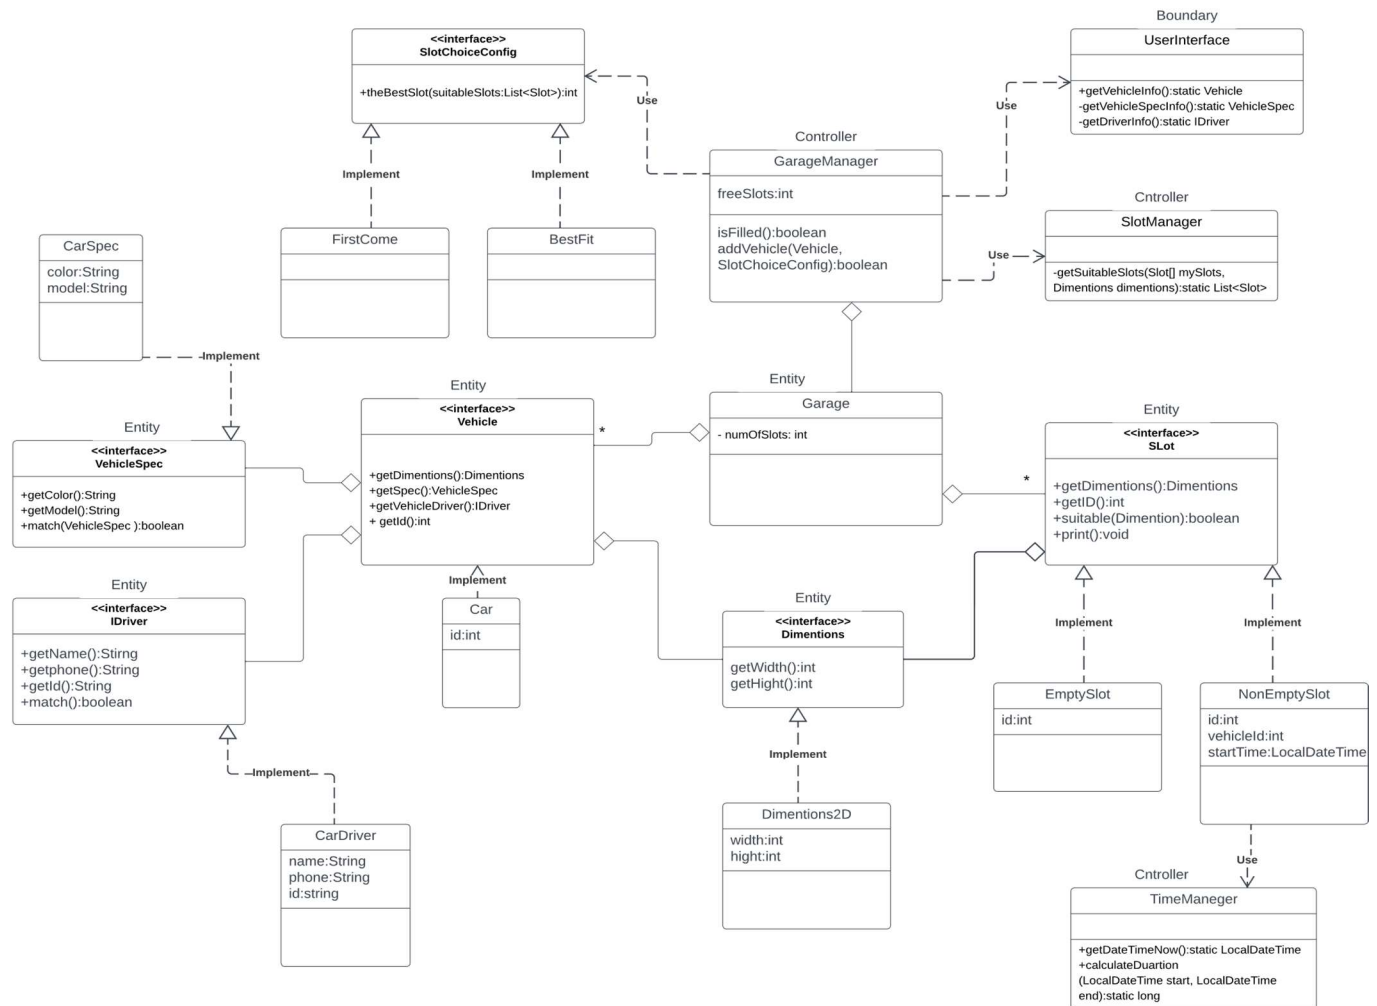 Boundary
UserInterface
+getVehicleInfo():static Vehicle
-getVehicleSpecInfo():static VehicleSpec
-getDriverInfo():static IDriver
<<interface>>
SlotChoiceConfig
+theBestSlot(suitableSlots:List<Slot>):int
Use
Use
Controller
GarageManager
freeSlots:int
isFilled():boolean
addVehicle(Vehicle,
SlotChoiceConfig):boolean
Implement
Implement
Cntroller
SlotManager
-getSuitableSlots(Slot[] mySlots,
Dimentions dimentions):static List<Slot>
Use
FirstCome
BestFit
CarSpec
color:String
model:String
Implement
Entity
<<interface>>
VehicleSpec
+getColor():String
+getModel():String
+match(VehicleSpec ):boolean
Entity
<<interface>>
Vehicle
+getDimentions():Dimentions
+getSpec():VehicleSpec
+getVehicleDriver():IDriver
+ getId():int
*
Entity
Garage
- numOfSlots: int
*
Entity
<<interface>>
SLot
+getDimentions():Dimentions
+getID():int
+suitable(Dimention):boolean
+print():void
Entity
<<interface>>
IDriver
+getName():Stirng
+getphone():String
+getId():String
+match():boolean
Implement
Car
id:int
Entity
<<interface>>
Dimentions
getWidth():int
getHight():int
Implement
Implement
EmptySlot
id:int
NonEmptySlot
id:int
vehicleId:int
startTime:LocalDateTime
Implement
Implement
CarDriver
name:String
phone:String
id:string
Dimentions2D
width:int
hight:int
Use
Cntroller
TimeManeger
+getDateTimeNow():static LocalDateTime
+calculateDuartion
(LocalDateTime start, LocalDateTime
end):static long